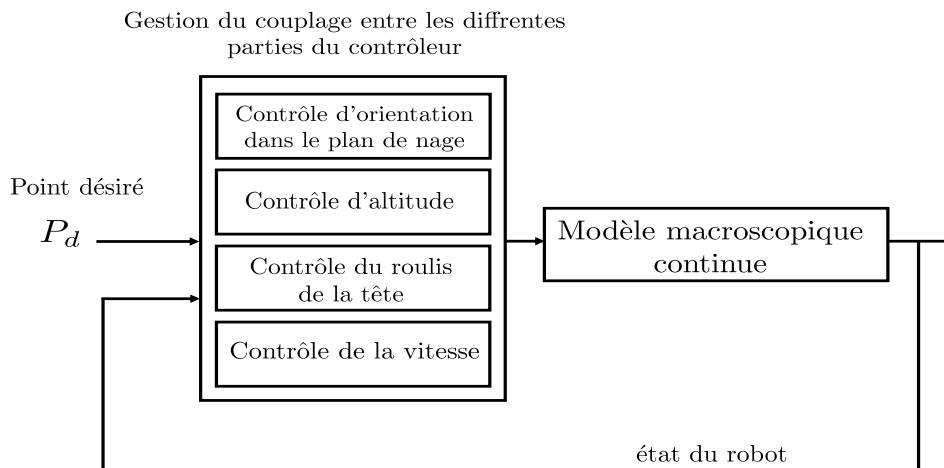 Gestion du couplage entre les diffrentes
parties du contrôleur
Contrôle d'orientation
dans le plan de nage
Point désiré
P_d
Contrôle d'altitude
Contrôle du roulis
de la tête
Contrôle de la vitesse
Modèle macroscopique
continue
état du robot